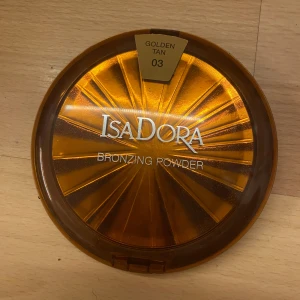 GOLDEN
TAN
03
ISADORA
BRONZING POWDER